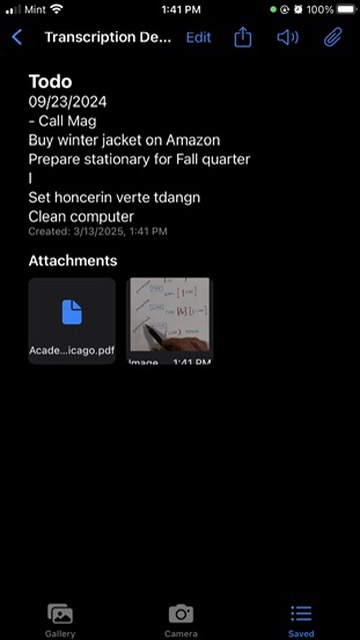 Mint 1:41 PM 100%
Transcription De... Edit
Todo
09/23/2024
- Call Mag
Buy winter jacket on Amazon
Prepare stationary for Fall quarter
I
Set honcerin verte tdangn
Clean computer
Created: 3/13/2025, 1:41 PM
Attachments
Acade...icago.pdf
Image ... 1:41 PM
Gallery Camera Saved